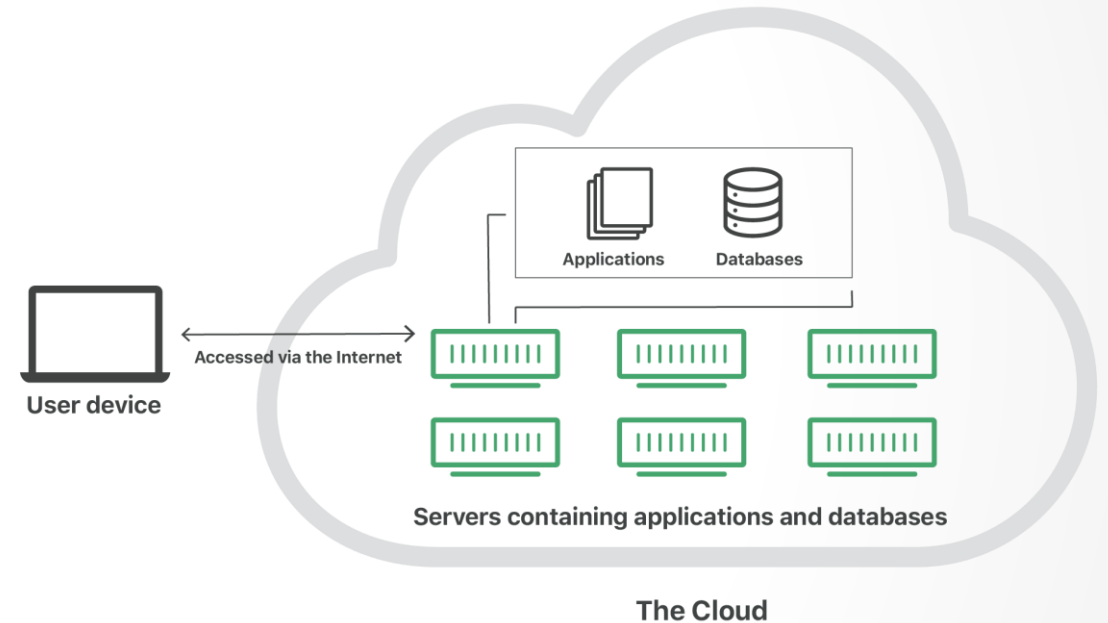 Applications
Databases
Accessed via the Internet
User device
Servers containing applications and databases
The Cloud